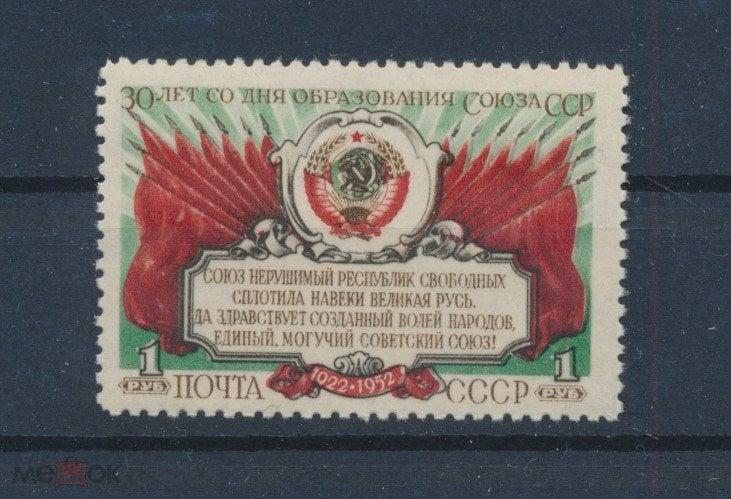 30 ЛЕТ СО ДНЯ ОБРАЗОВАНИЯ СОЮЗА ССР
СОЮЗ НЕРУШИМЫЙ РЕСПУБЛИК СВОБОДНЫХ
СПЛОТИЛА НАВЕКИ ВЕЛИКАЯ РУСЬ.
ДА ЗДРАВСТВУЕТ СОЗДАННЫЙ ВОЛЕЙ НАРОДОВ,
ЕДИНЫЙ, МОГУЧИЙ СОВЕТСКИЙ СОЮЗ!
1 1
РУБ ПОЧТА 1922·1952 СССР РУБ
мешок